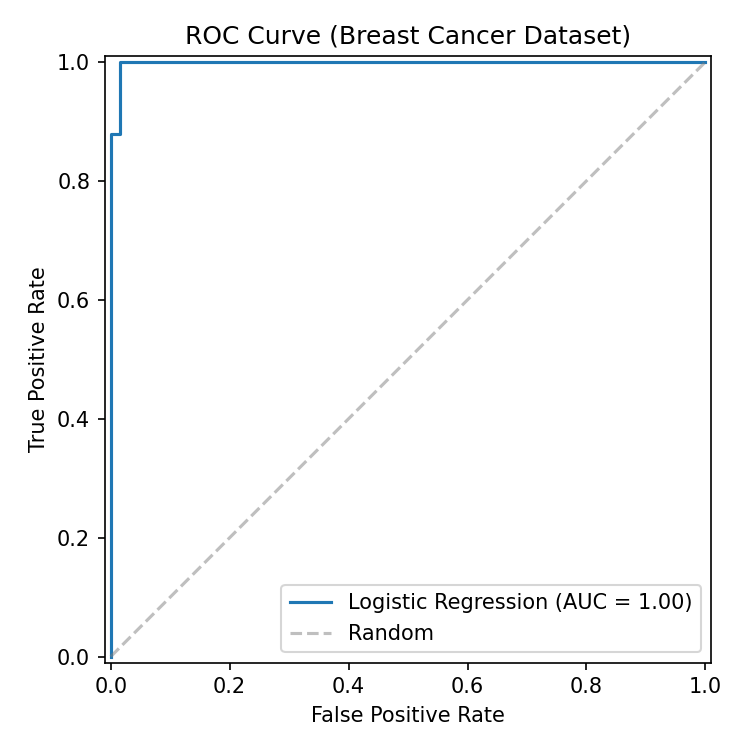 ROC Curve (Breast Cancer Dataset)
1.0
0.8
0.6
0.4
0.2
0.0
True Positive Rate
Logistic Regression (AUC = 1.00)
Random
0.0 0.2 0.4 0.6 0.8 1.0
False Positive Rate